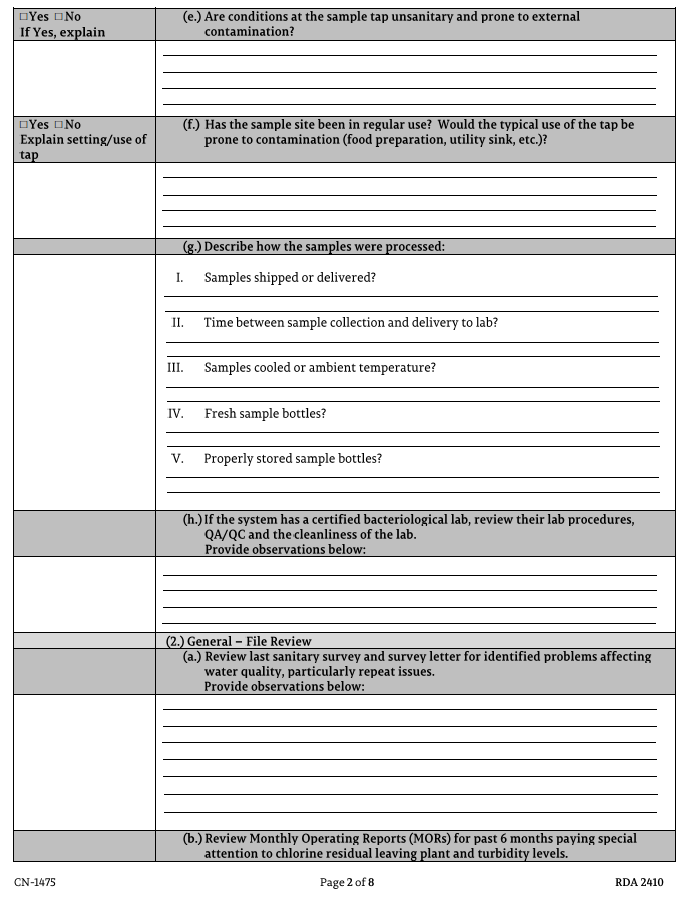 □Yes □No
If Yes, explain
(e.) Are conditions at the sample tap unsanitary and prone to external
contamination?
□Yes □No
Explain setting/use of
tap
(f.) Has the sample site been in regular use? Would the typical use of the tap be
prone to contamination (food preparation, utility sink, etc.)?
(g.) Describe how the samples were processed:
I. Samples shipped or delivered?
II. Time between sample collection and delivery to lab?
III. Samples cooled or ambient temperature?
IV. Fresh sample bottles?
V. Properly stored sample bottles?
(h.) If the system has a certified bacteriological lab, review their lab procedures,
QA/QC and the cleanliness of the lab.
Provide observations below:
(2.) General – File Review
(a.) Review last sanitary survey and survey letter for identified problems affecting
water quality, particularly repeat issues.
Provide observations below:
(b.) Review Monthly Operating Reports (MORs) for past 6 months paying special
attention to chlorine residual leaving plant and turbidity levels.
CN-1475 Page 2 of 8 RDA 2410